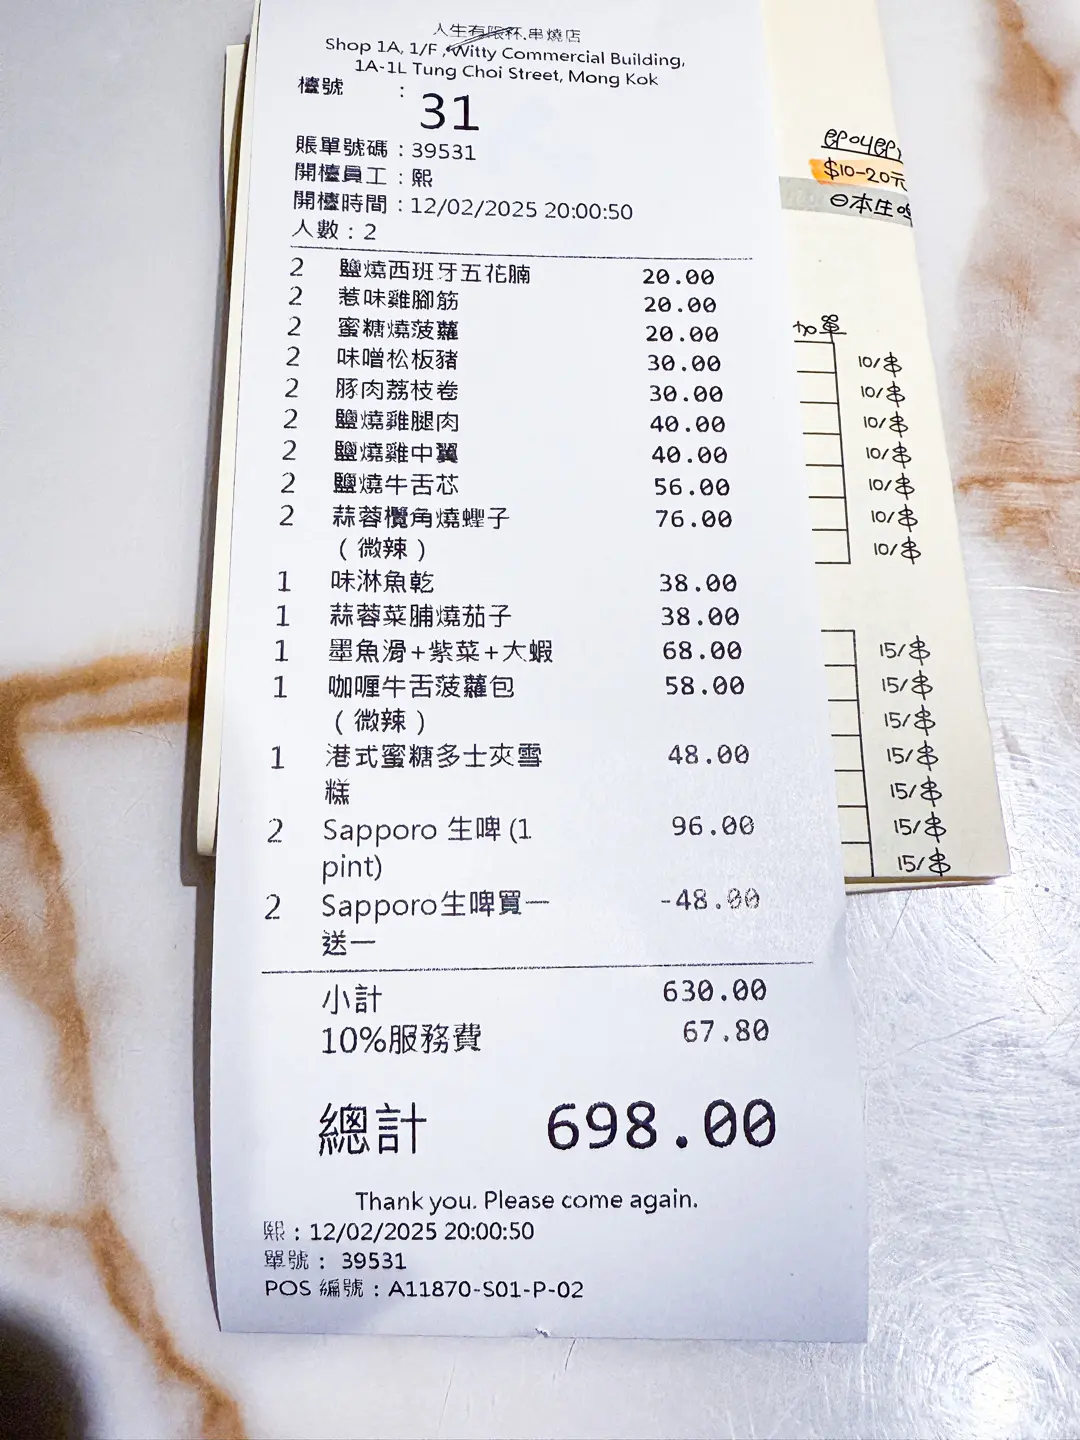 人生有限杯.串燒店
Shop 1A, 1/F , Witty Commercial Building,
1A-1L Tung Choi Street, Mong Kok
檯號 : 31
賬單號碼 : 39531
開檯員工 : 熙
開檯時間 : 12/02/2025 20:00:50
人數 : 2
2 鹽燒西班牙五花腩 20.00
2 惹味雞腳筋 20.00
2 蜜糖燒菠蘿 20.00
2 味噌松板豬 30.00
2 豚肉荔枝卷 30.00
2 鹽燒雞腿肉 40.00
2 鹽燒雞中翼 40.00
2 鹽燒牛舌芯 56.00
2 蒜蓉欖角燒蟶子 76.00
（微辣）
1 味淋魚乾 38.00
1 蒜蓉菜脯燒茄子 38.00
1 墨魚滑+紫菜+大蝦 68.00
1 咖喱牛舌菠蘿包 58.00
（微辣）
1 港式蜜糖多士夾雪 48.00
糕
2 Sapporo 生啤 (1 96.00
pint)
2 Sapporo生啤買一 -48.00
送一
小計 630.00
10%服務費 67.80
總計 698.00
Thank you. Please come again.
熙 : 12/02/2025 20:00:50
單號 : 39531
POS 編號 : A11870-S01-P-02
$10-20元
日本生
加單
10/串
10/串
10/串
10/串
10/串
10/串
10/串
15/串
15/串
15/串
15/串
15/串
15/串
15/串